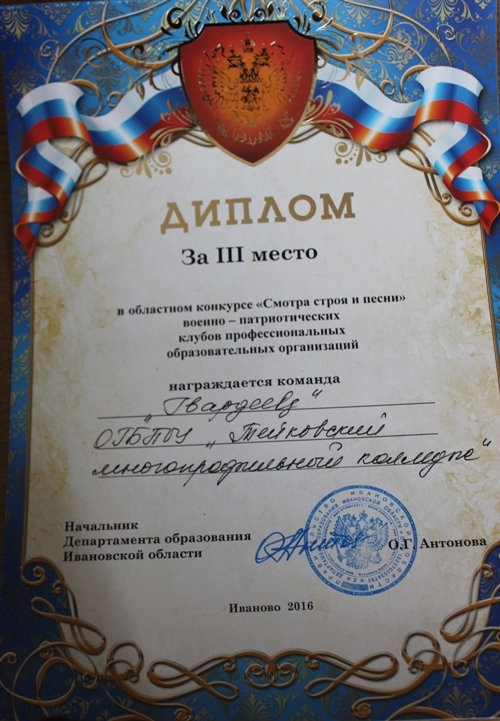 ДИПЛОМ
За III место
в областном конкурсе «Смотра строя и песни»
военно – патриотических
клубов профессиональных
образовательных организаций
награждается команда
„Гвардеец"
ОГБПОУ „Тейковский
многопрофильный колледж"
Начальник
Департамента образования
Ивановской области
О.Г. Антонова
Иваново 2016